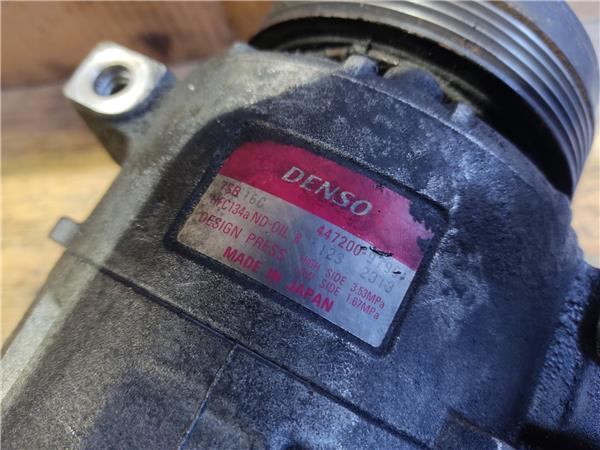 DENSO
7SB16C
HFC134a ND-OIL 8
447200-
DESIGN PRESS
HIGH SIDE 3.53MPa
LOW SIDE 1.67MPa
MADE IN JAPAN